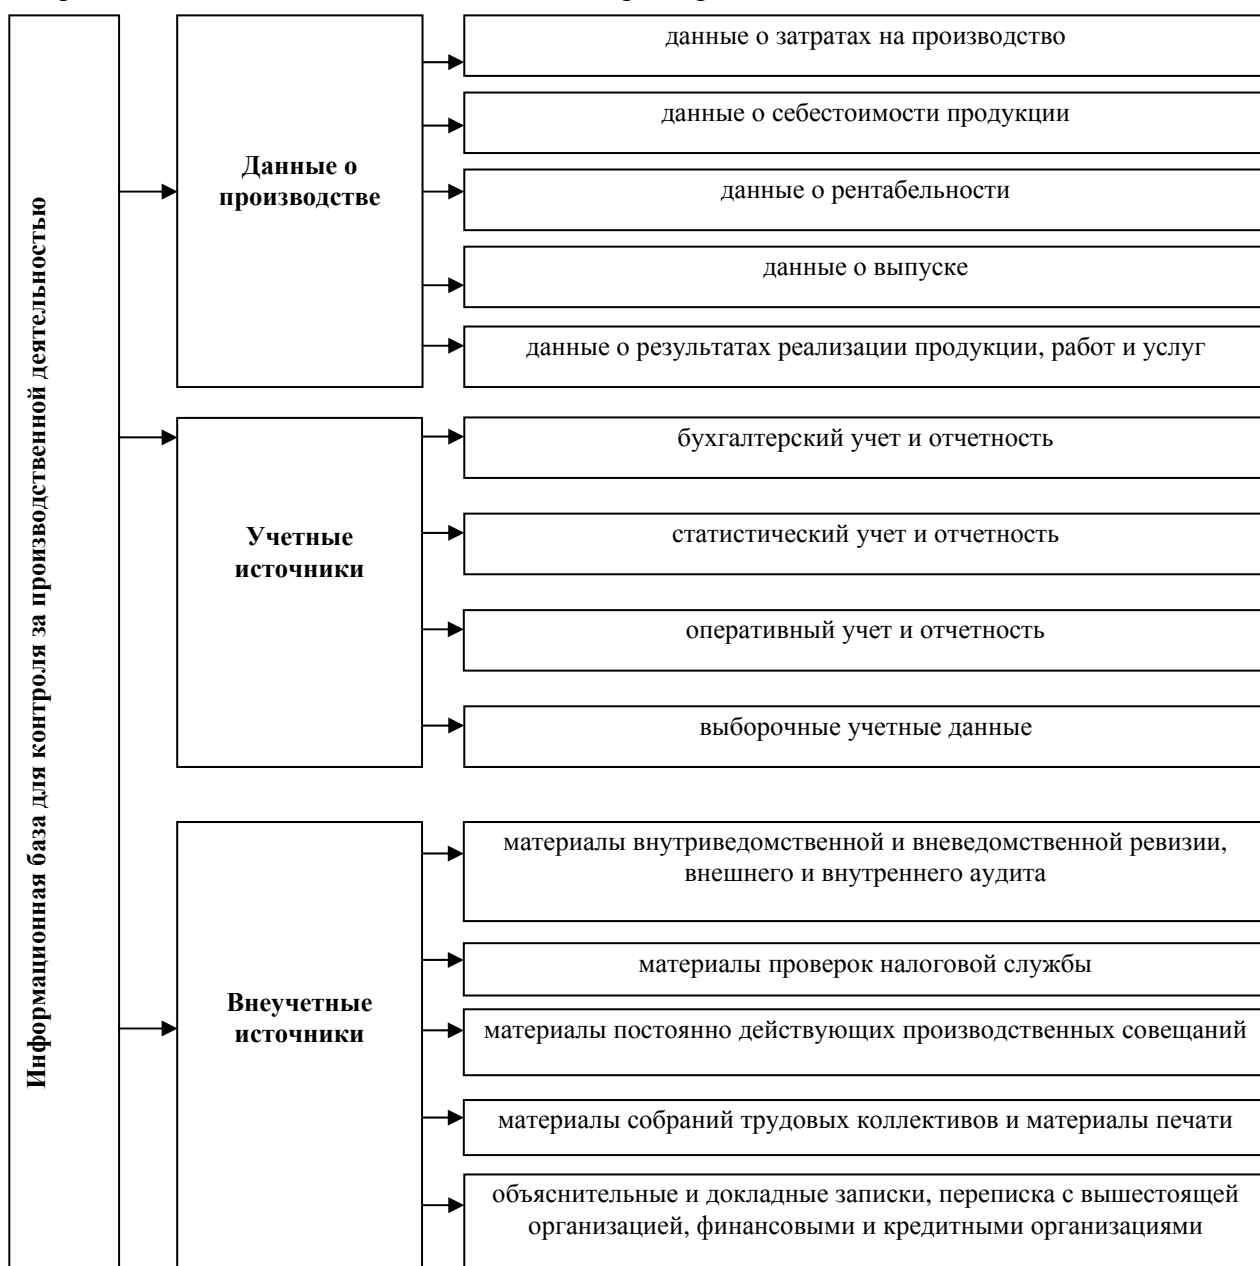 Информационная база для контроля за производственной деятельностью
Данные о
производстве
данные о затратах на производство
данные о себестоимости продукции
данные о рентабельности
данные о выпуске
данные о результатах реализации продукции, работ и услуг
Учетные
источники
бухгалтерский учет и отчетность
статистический учет и отчетность
оперативный учет и отчетность
выборочные учетные данные
Внеучетные
источники
материалы внутриведомственной и вневедомственной ревизии,
внешнего и внутреннего аудита
материалы проверок налоговой службы
материалы постоянно действующих производственных совещаний
материалы собраний трудовых коллективов и материалы печати
объяснительные и докладные записки, переписка с вышестоящей
организацией, финансовыми и кредитными организациями